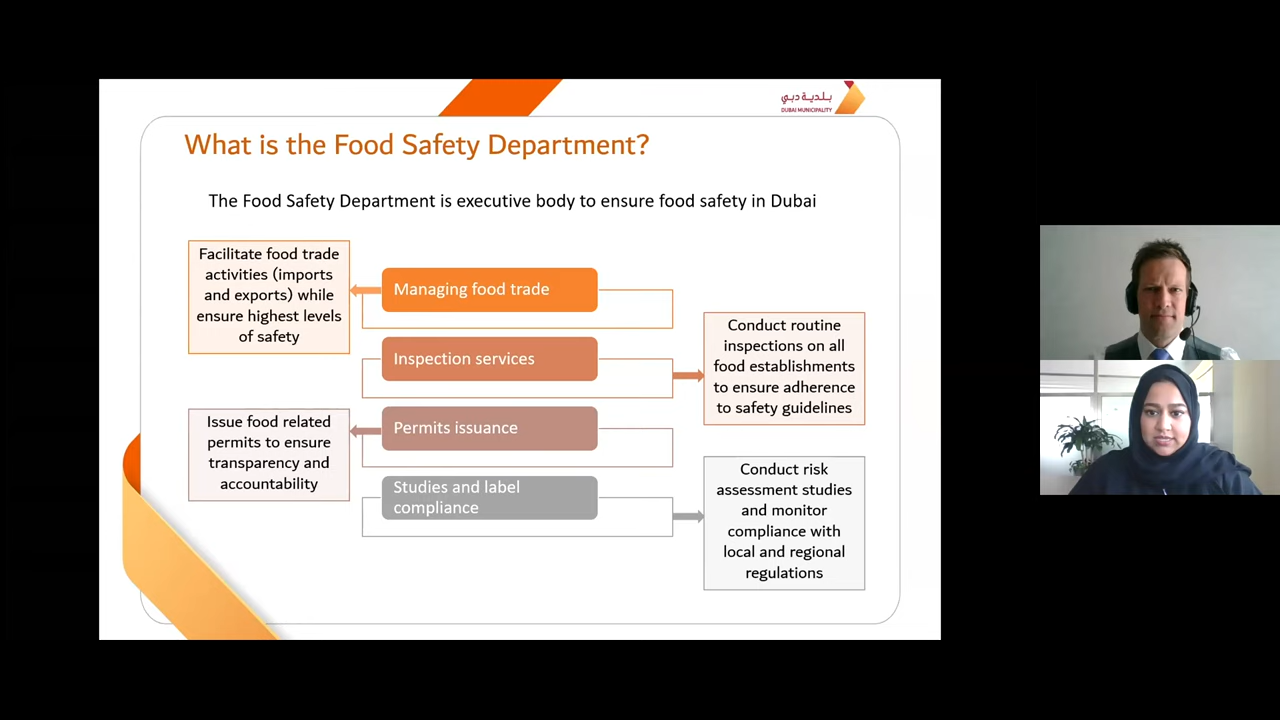 بلدية دبي
DUBAI MUNICIPALITY
What is the Food Safety Department?
The Food Safety Department is executive body to ensure food safety in Dubai
Facilitate food trade
activities (imports
and exports) while
ensure highest levels
of safety
Managing food trade
Conduct routine
inspections on all
food establishments
to ensure adherence
to safety guidelines
Inspection services
Issue food related
permits to ensure
transparency and
accountability
Permits issuance
Studies and label
compliance
Conduct risk
assessment studies
and monitor
compliance with
local and regional
regulations